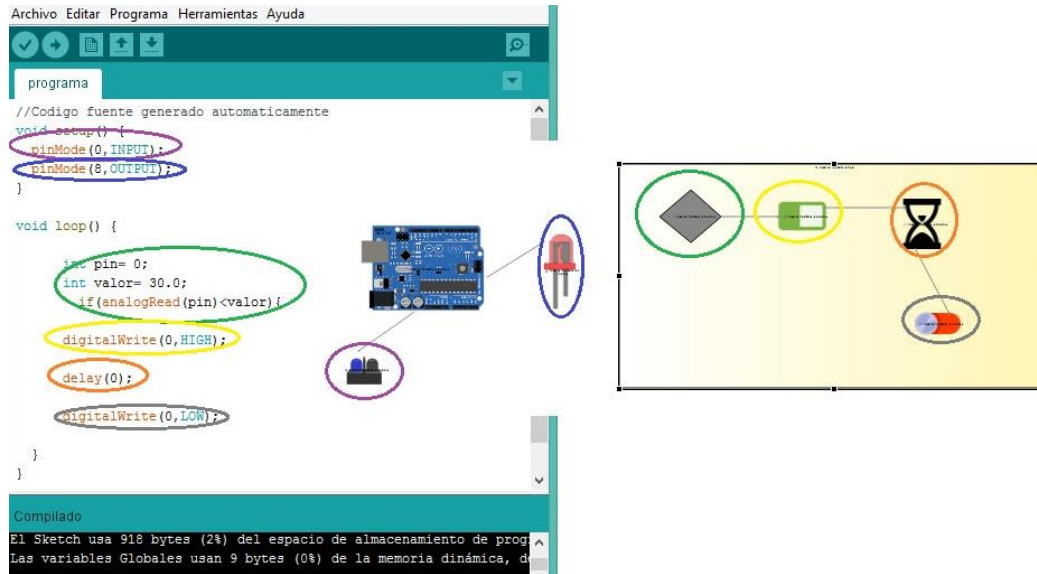 Archivo Editar Programa Herramientas Ayuda
programa
//Codigo fuente generado automaticamente
void setup() {
pinMode(0,INPUT);
pinMode(8,OUTPUT);
}
void loop() {
int pin= 0;
int valor= 30.0;
if(analogRead(pin)<valor){
digitalWrite(0,HIGH);
delay(0);
digitalWrite(0,LOW);
}
}
UNO
Compilado
El Sketch usa 918 bytes (2%) del espacio de almacenamiento de prog
Las variables Globales usan 9 bytes (0%) de la memoria dinámica, d